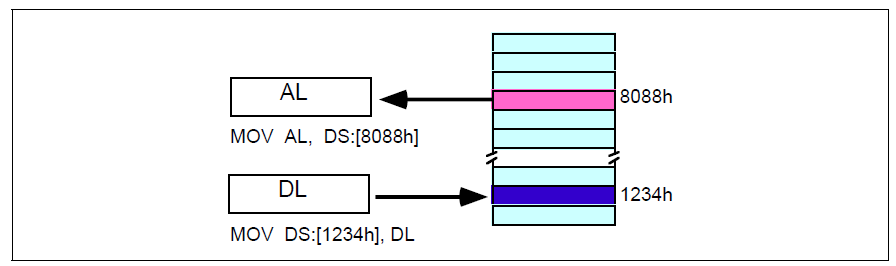 AL
8088h
MOV AL, DS:[8088h]
DL
1234h
MOV DS:[1234h], DL